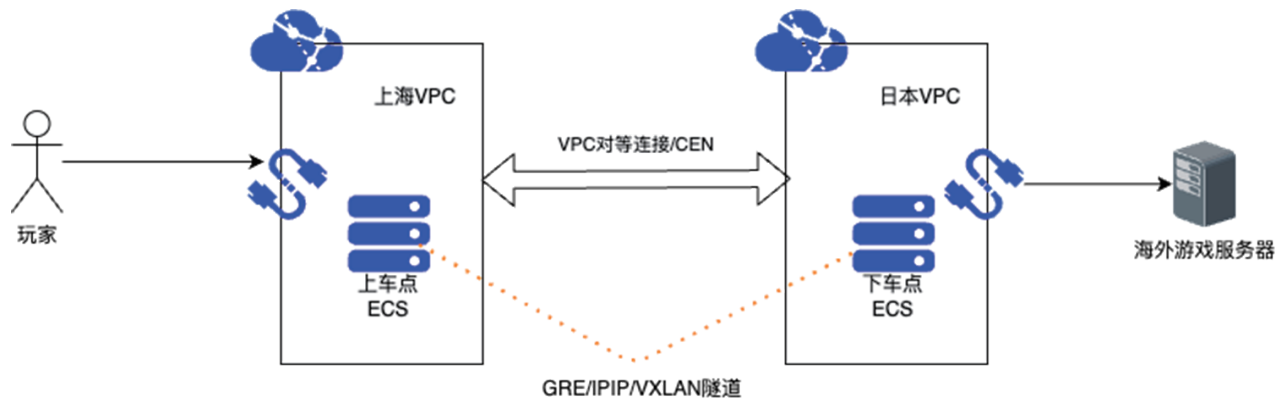 上海VPC
日本VPC
VPC对等连接/CEN
玩家
海外游戏服务器
上车点
ECS
下车点
ECS
GRE/IPIP/VXLAN隧道